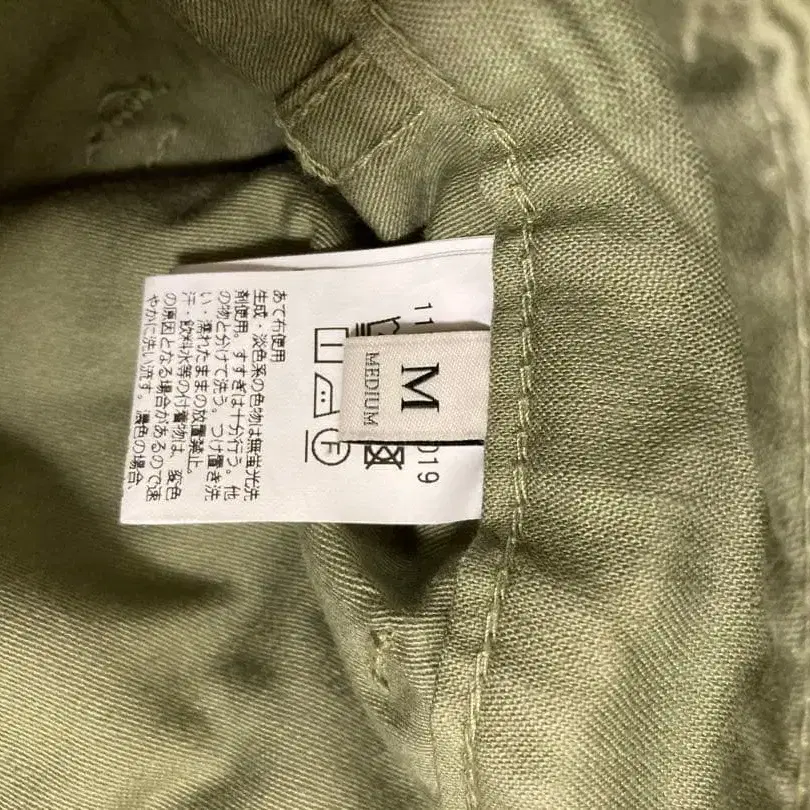 11
019
M
MEDIUM
あて布使用
生成・淡色系の色物は無蛍光洗
剤使用。すすぎは十分行う。他
の物と分けて洗う。つけ置き洗
い・濡れたままの放置禁止。
汗・飲料水等の付着物は、変色
の原因となる場合があるので速
やかに洗い流す。濃色の場合、